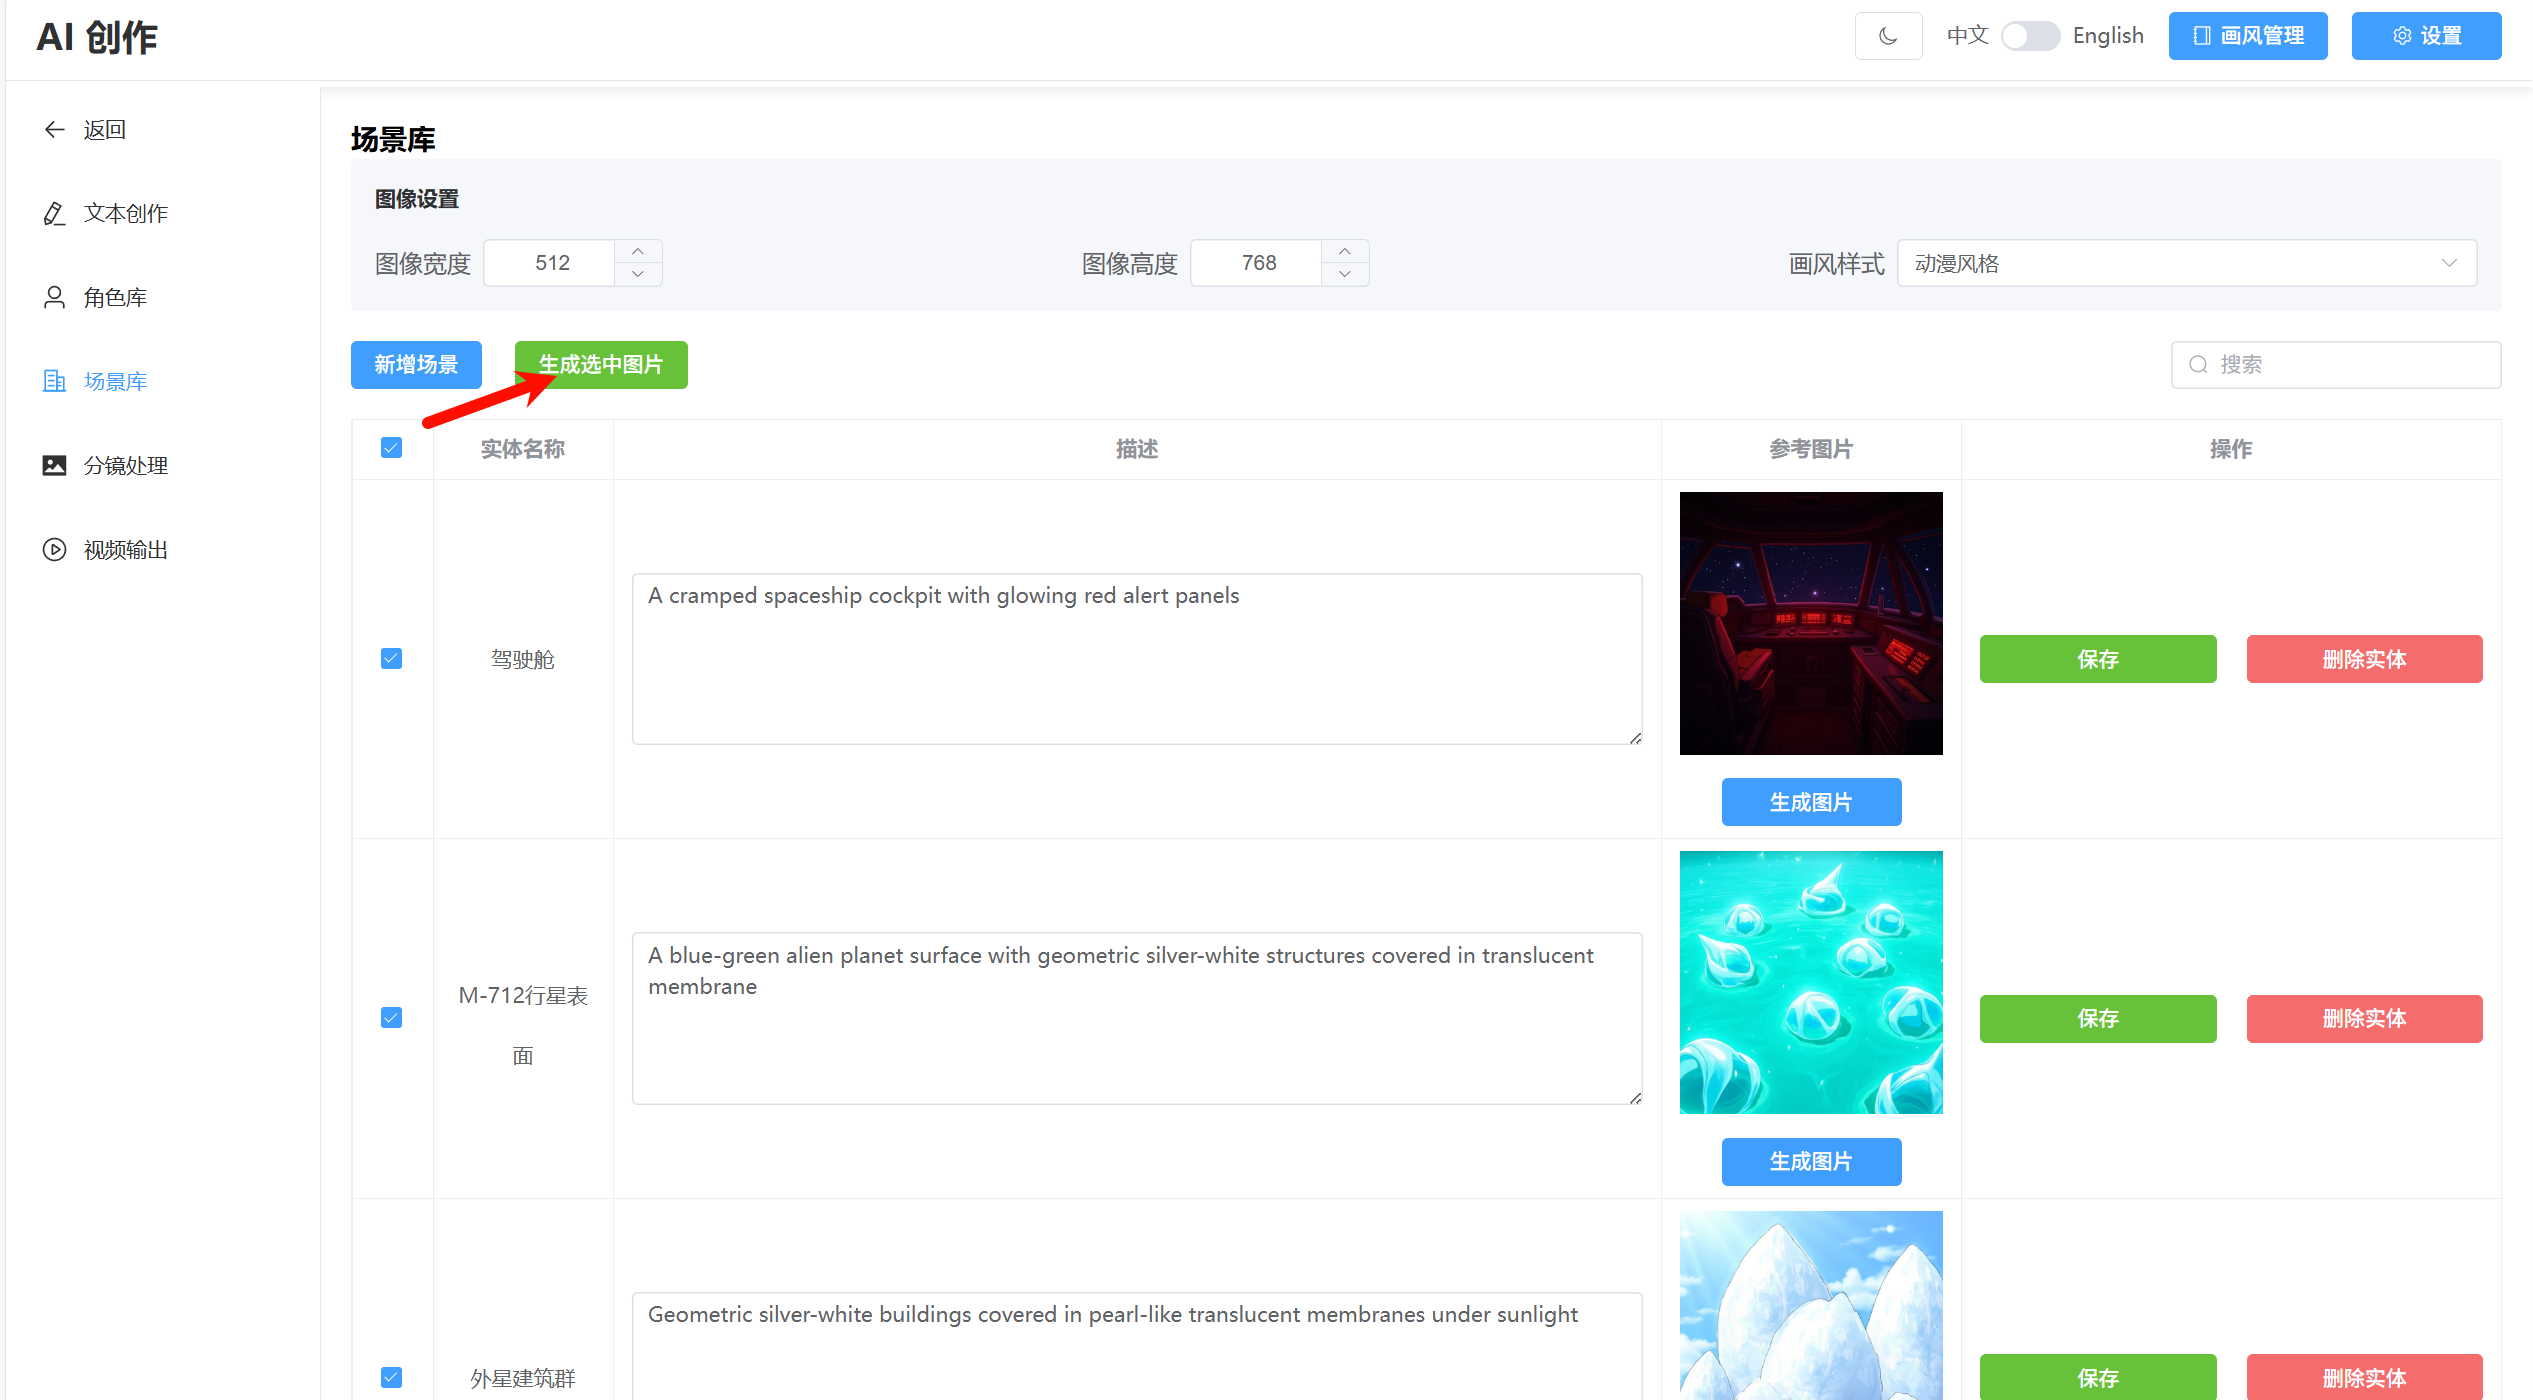 AI 创作
中文
English
画风管理
设置
返回
文本创作
角色库
场景库
分镜处理
视频输出
场景库
图像设置
图像宽度
512
图像高度
768
画风样式
动漫风格
新增场景
生成选中图片
搜索
实体名称
描述
参考图片
操作
驾驶舱
A cramped spaceship cockpit with glowing red alert panels
生成图片
保存
删除实体
M-712行星表
面
A blue-green alien planet surface with geometric silver-white structures covered in translucent
membrane
生成图片
保存
删除实体
外星建筑群
Geometric silver-white buildings covered in pearl-like translucent membranes under sunlight
保存
删除实体